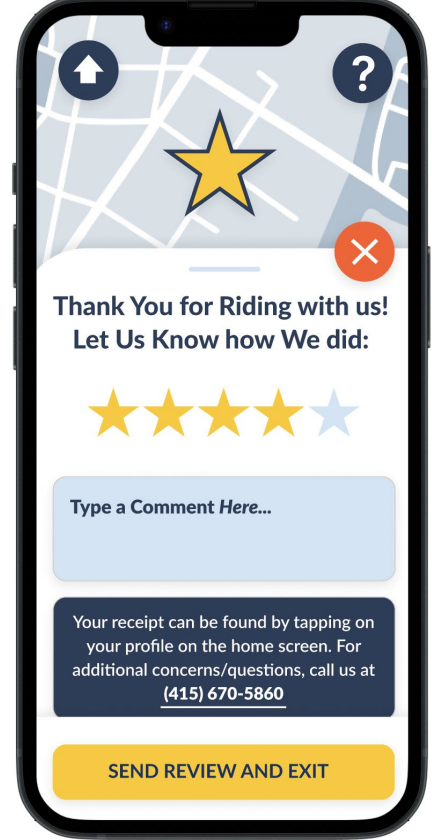 ?
Thank You for Riding with us!
Let Us Know how We did:
Type a Comment Here...
Your receipt can be found by tapping on
your profile on the home screen. For
additional concerns/questions, call us at
(415) 670-5860
SEND REVIEW AND EXIT